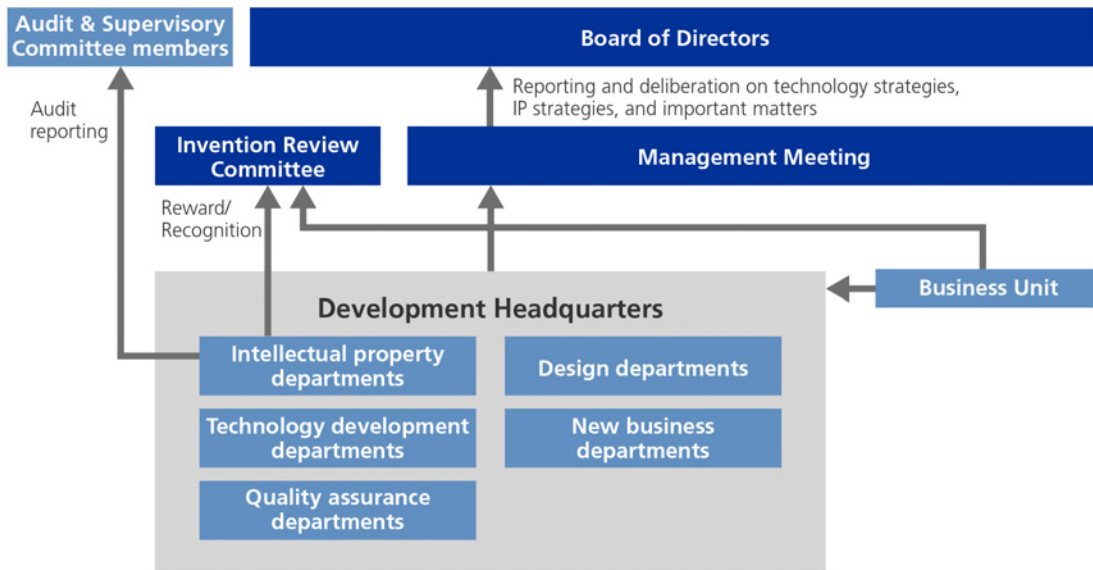 Audit & Supervisory
Committee members
Board of Directors
Audit
reporting
Reporting and deliberation on technology strategies,
IP strategies, and important matters
Invention Review
Committee
Management Meeting
Reward/
Recognition
Business Unit
Development Headquarters
Intellectual property
departments
Design departments
Technology development
departments
New business
departments
Quality assurance
departments